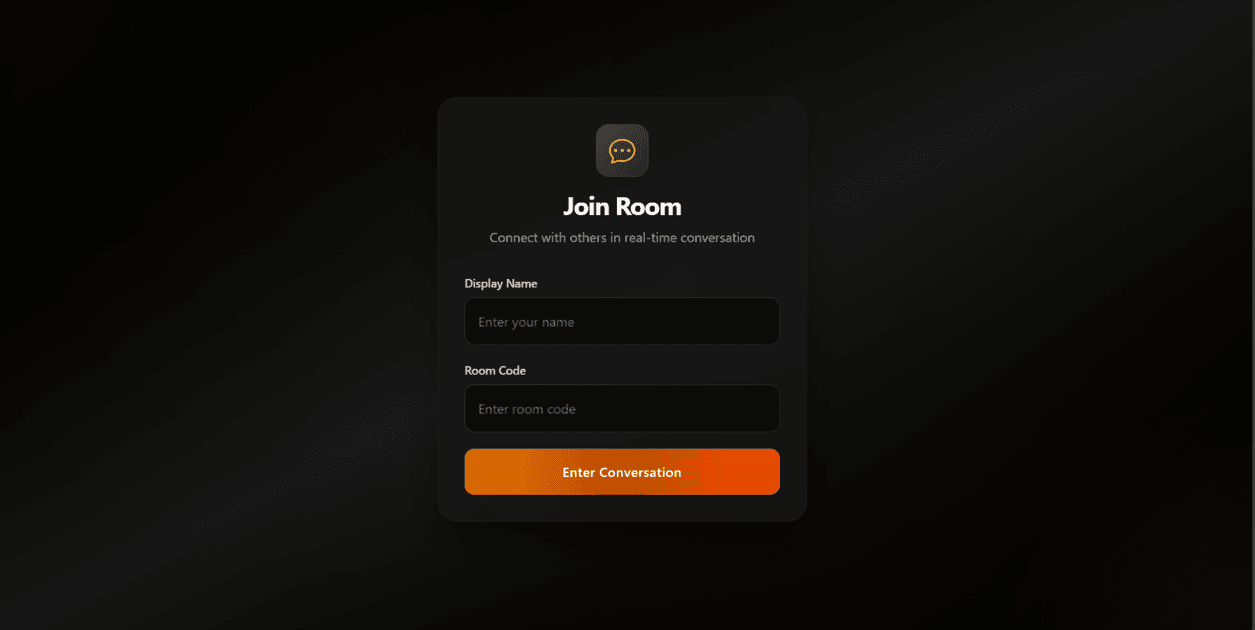 Join Room
Connect with others in real-time conversation
Display Name
Enter your name
Room Code
Enter room code
Enter Conversation